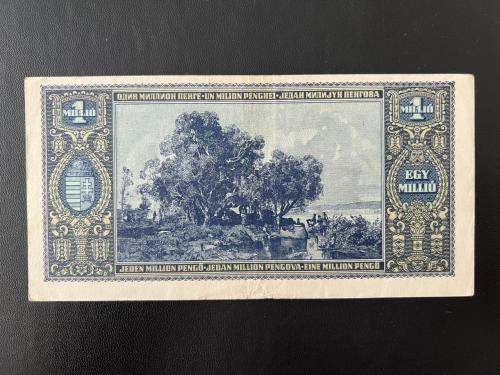 ОДИН МИЛЛИОН ПЕНГЕ · UN MILION PENGHEI · ЈЕДАН МИЛИЈУН ПЕНГОВА
1
MILLIÓ
1
MILLIÓ
EGY
MILLIÓ
JEDEN MILLION PENGŐ · JEDAN MILLION PENGOVA · EINE MILLION PENGŐ